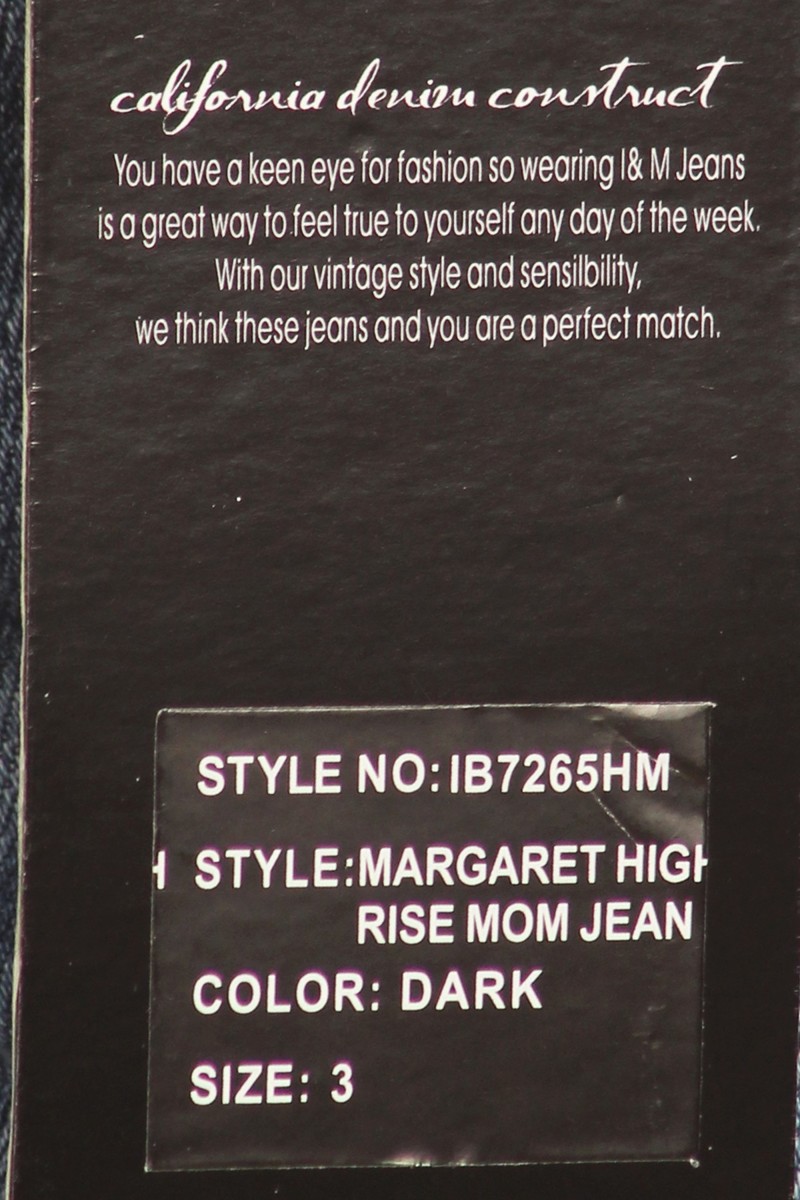 california denim construct
You have a keen eye for fashion so wearing I& M Jeans
is a great way to feel true to yourself any day of the week.
With our vintage style and sensilbility,
we think these jeans and you are a perfect match.
STYLE NO: IB7265HM
H STYLE:MARGARET HIGH
RISE MOM JEAN
COLOR: DARK
SIZE: 3